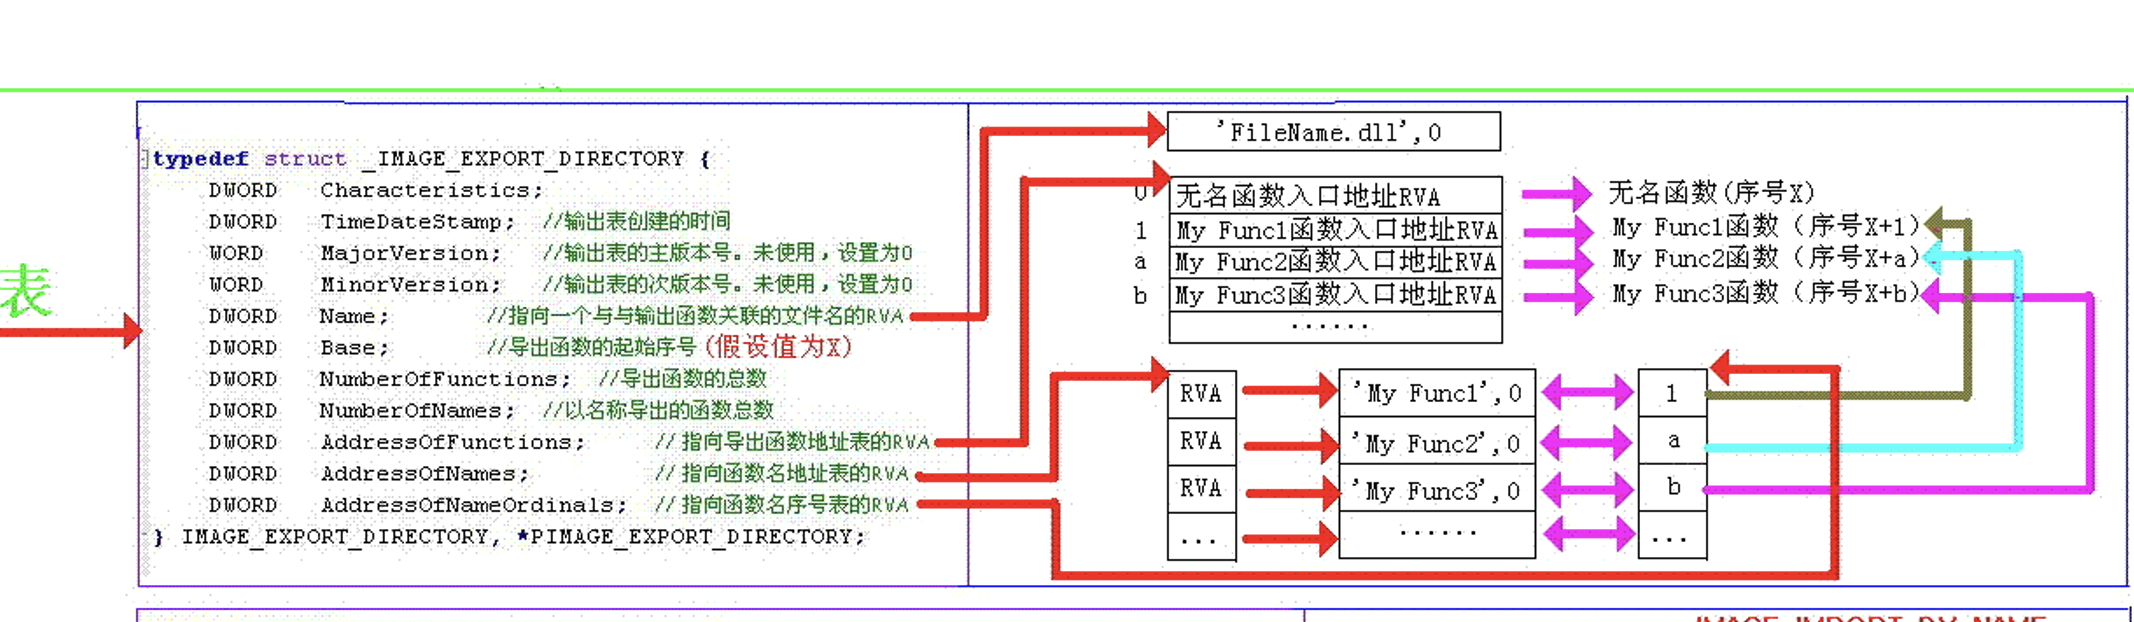 表
typedef struct _IMAGE_EXPORT_DIRECTORY {
DWORD Characteristics;
DWORD TimeDateStamp; //输出表创建的时间
WORD MajorVersion; //输出表的主版本号。未使用，设置为0
WORD MinorVersion; //输出表的次版本号。未使用，设置为0
DWORD Name; //指向一个与与输出函数关联的文件名的RVA
DWORD Base; //导出函数的起始序号(假设值为X)
DWORD NumberOfFunctions; //导出函数的总数
DWORD NumberOfNames; //以名称导出的函数总数
DWORD AddressOfFunctions; // 指向导出函数地址表的RVA
DWORD AddressOfNames; // 指向函数名地址表的RVA
DWORD AddressOfNameOrdinals; // 指向函数名序号表的RVA
} IMAGE_EXPORT_DIRECTORY, *PIMAGE_EXPORT_DIRECTORY;
'FileName.dll',0
0 无名函数入口地址RVA 无名函数(序号X)
1 My Func1函数入口地址RVA My Func1函数（序号X+1）
a My Func2函数入口地址RVA My Func2函数（序号X+a）
b My Func3函数入口地址RVA My Func3函数（序号X+b）
......
RVA 'My Func1',0 1
RVA 'My Func2',0 a
RVA 'My Func3',0 b
... ...... ...
IMAGE_IMPORT_BY_NAME